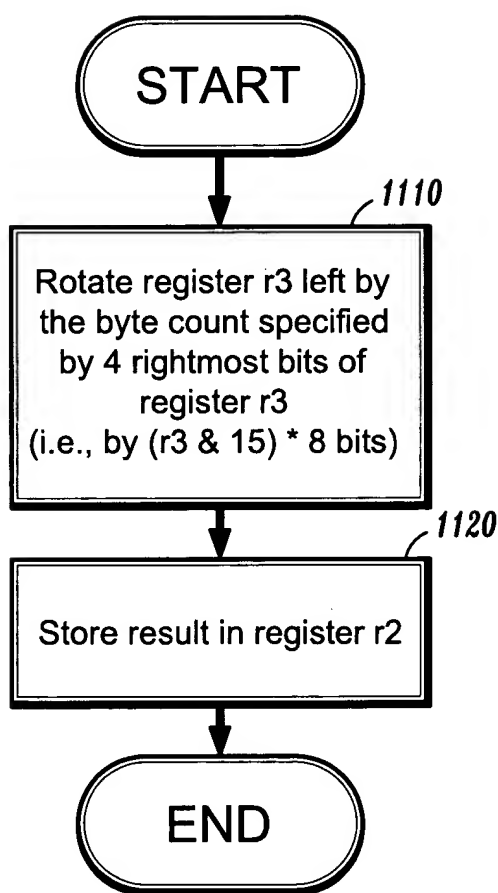 START
1110
Rotate register r3 left by
the byte count specified
by 4 rightmost bits of
register r3
(i.e., by (r3 & 15) * 8 bits)
1120
Store result in register r2
END